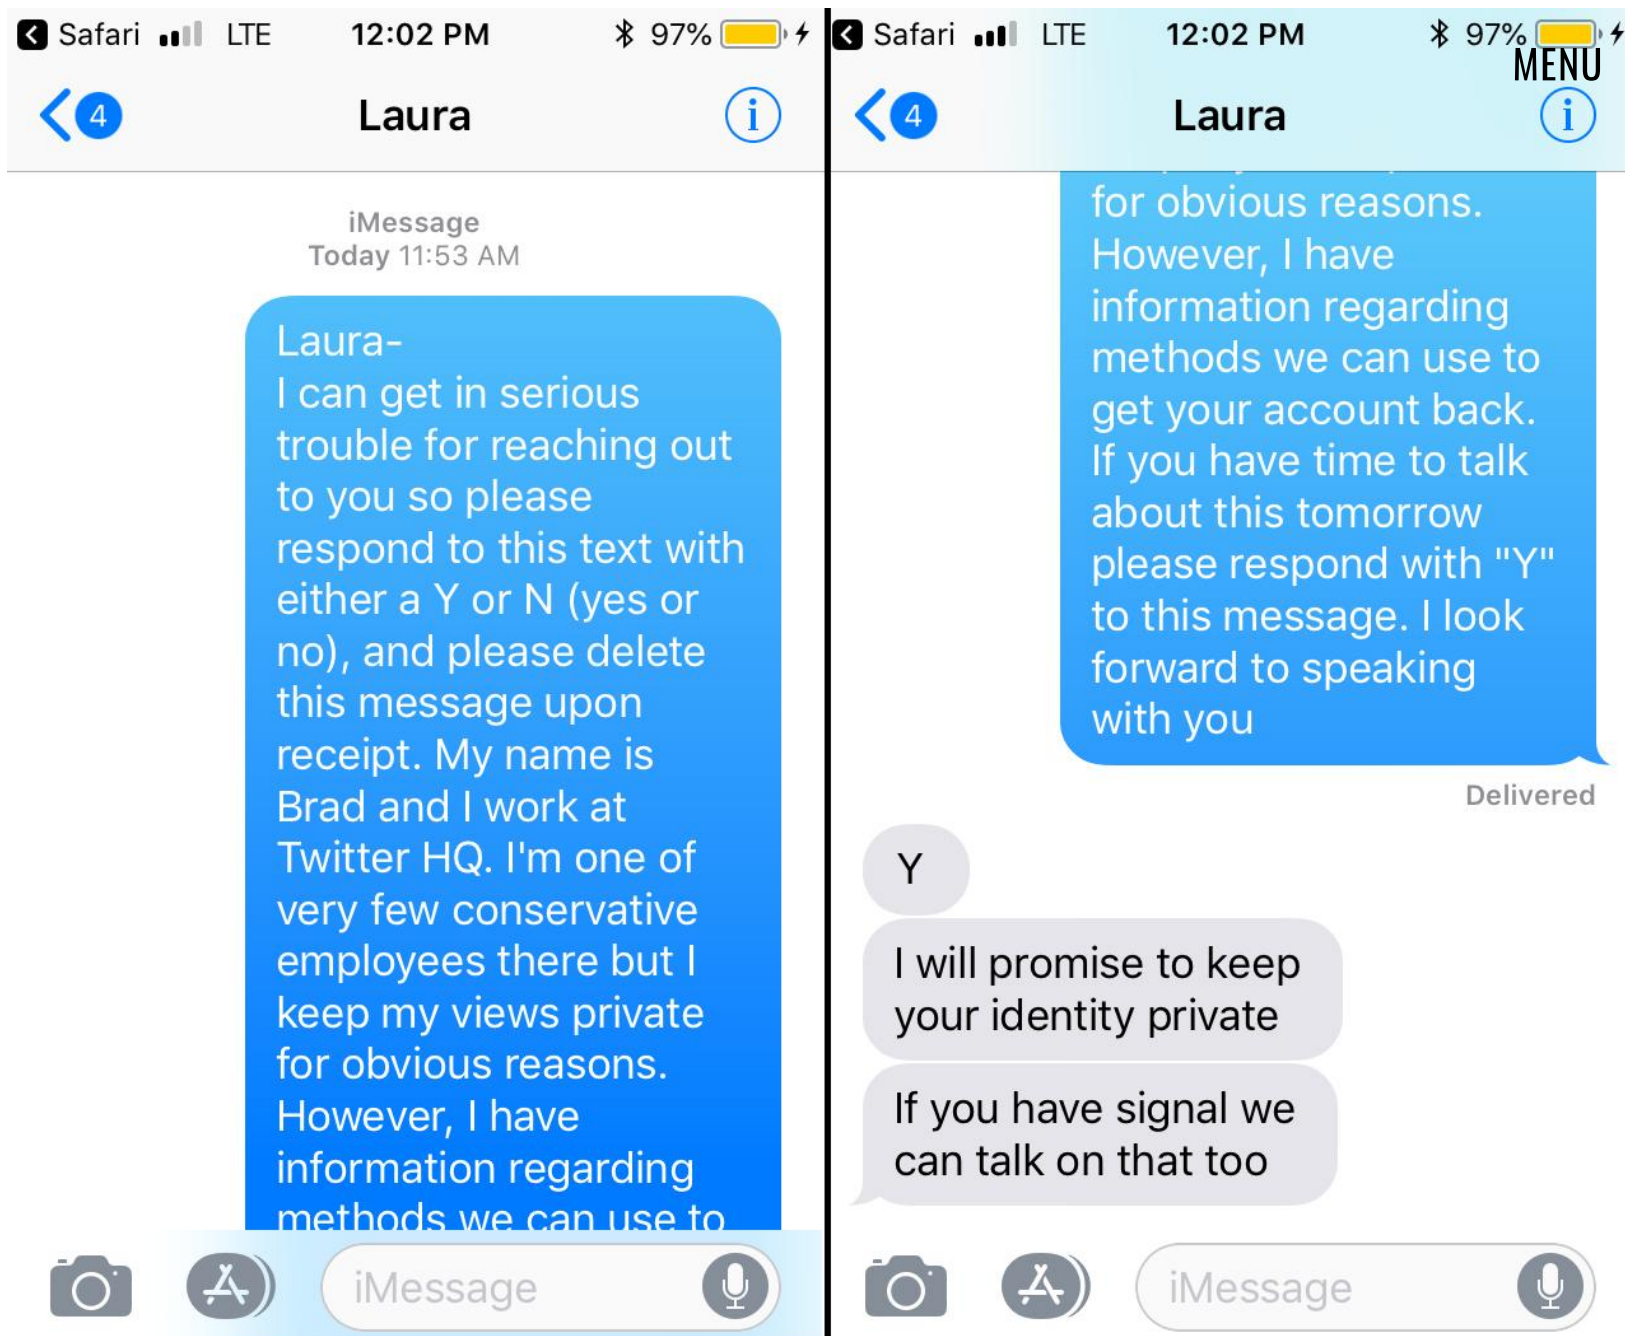 Safari LTE 12:02 PM 97%
4 Laura i
iMessage
Today 11:53 AM
Laura-
I can get in serious
trouble for reaching out
to you so please
respond to this text with
either a Y or N (yes or
no), and please delete
this message upon
receipt. My name is
Brad and I work at
Twitter HQ. I'm one of
very few conservative
employees there but I
keep my views private
for obvious reasons.
However, I have
information regarding
methods we can use to
iMessage
Safari LTE 12:02 PM 97%
MENU
4 Laura i
for obvious reasons.
However, I have
information regarding
methods we can use to
get your account back.
If you have time to talk
about this tomorrow
please respond with "Y"
to this message. I look
forward to speaking
with you
Delivered
Y
I will promise to keep
your identity private
If you have signal we
can talk on that too
iMessage